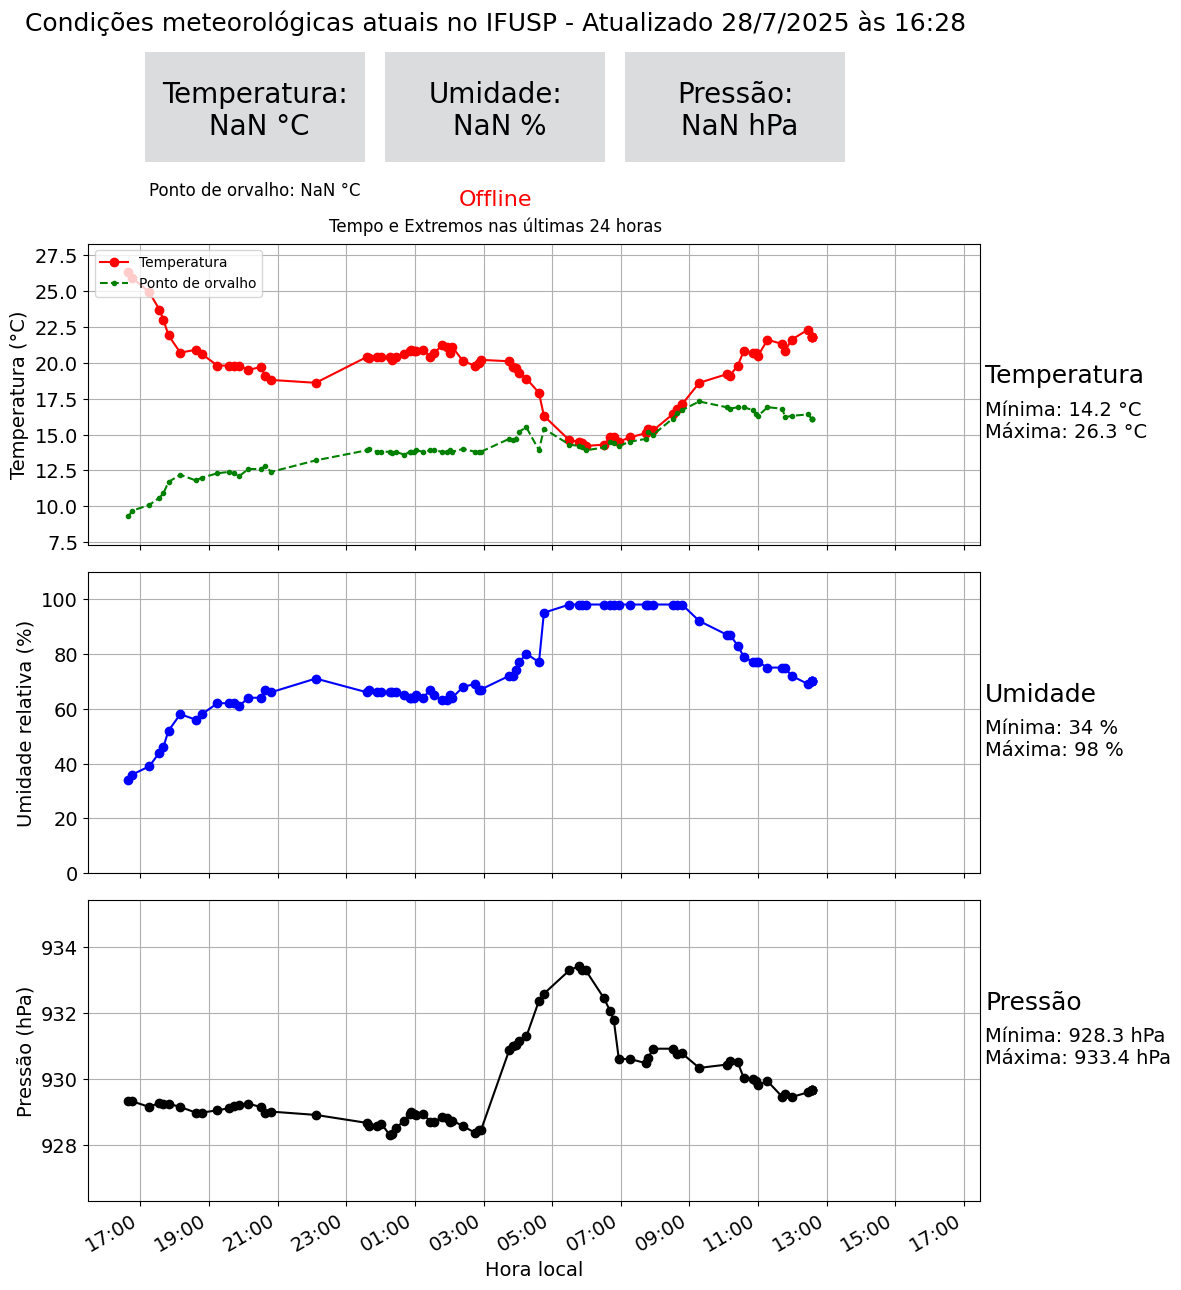 Condições meteorológicas atuais no IFUSP - Atualizado 28/7/2025 às 16:28
Temperatura:
NaN °C
Umidade:
NaN %
Pressão:
NaN hPa
Ponto de orvalho: NaN °C
Offline
Tempo e Extremos nas últimas 24 horas
Temperatura (°C)
27.5
25.0
22.5
20.0
17.5
15.0
12.5
10.0
7.5
Temperatura
Ponto de orvalho
Temperatura
Mínima: 14.2 °C
Máxima: 26.3 °C
Umidade relativa (%)
100
80
60
40
20
0
Umidade
Mínima: 34 %
Máxima: 98 %
Pressão (hPa)
934
932
930
928
Pressão
Mínima: 928.3 hPa
Máxima: 933.4 hPa
17:00
19:00
21:00
23:00
01:00
03:00
05:00
07:00
09:00
11:00
13:00
15:00
17:00
Hora local